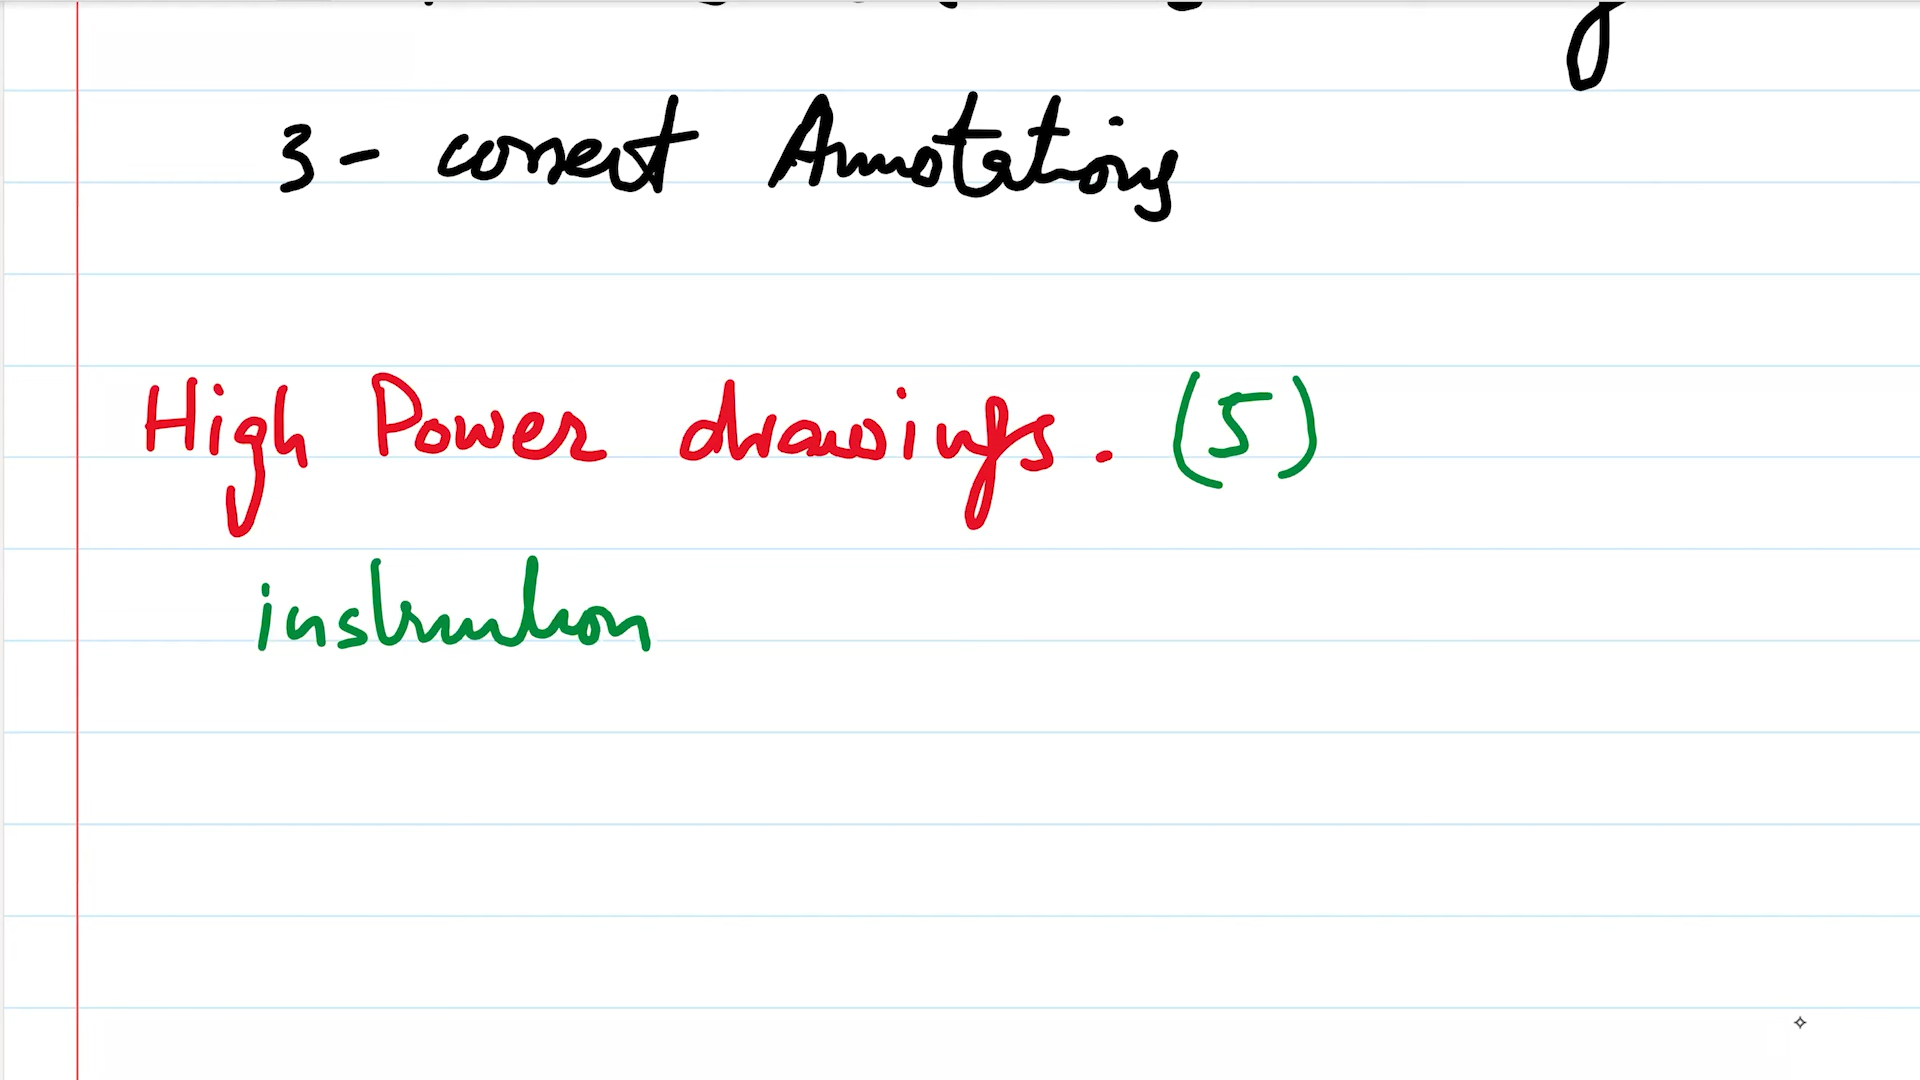 3- correct Annotations
High Power drawings. (5)
instruction